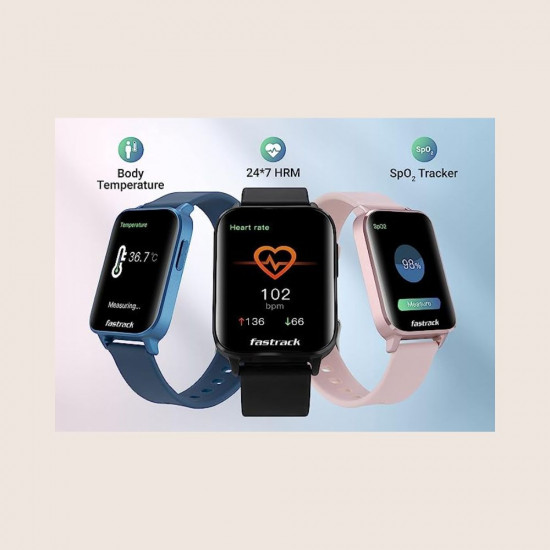 SpO₂
Body
Temperature
24*7 HRM
SpO₂ Tracker
Temperature
36.7°C
Measuring...
fastrack
Heart rate
102
bpm
↑136 ↓66
fastrack
SpO2
98%
fastrack